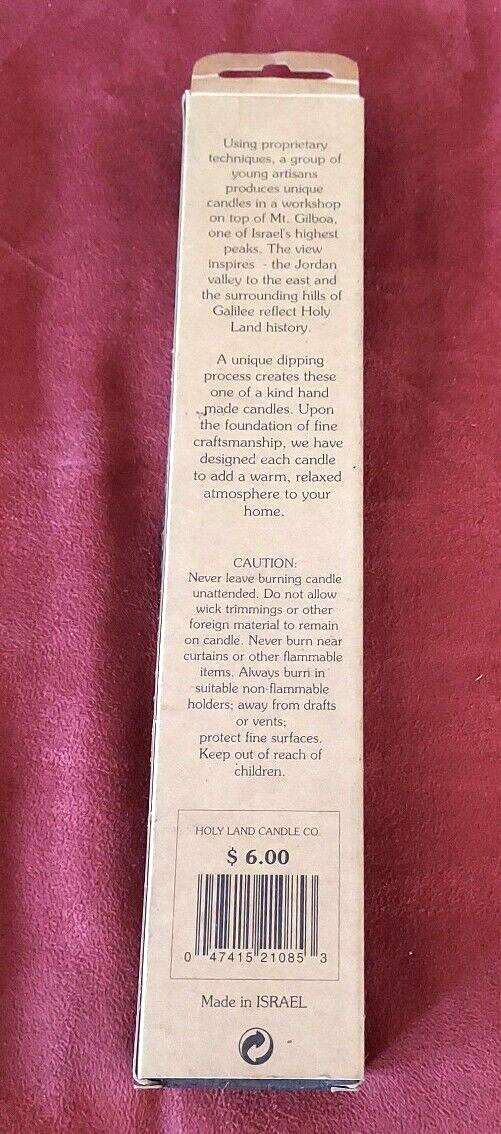 Using proprietary
techniques, a group of
young artisans
produces unique
candles in a workshop
on top of Mt. Gilboa,
one of Israel's highest
peaks. The view
inspires - the Jordan
valley to the east and
the surrounding hills of
Galilee reflect Holy
Land history.
A unique dipping
process creates these
one of a kind hand
made candles. Upon
the foundation of fine
craftsmanship, we have
designed each candle
to add a warm, relaxed
atmosphere to your
home.
CAUTION:
Never leave burning candle
unattended. Do not allow
wick trimmings or other
foreign material to remain
on candle. Never burn near
curtains or other flammable
items. Always burn in
suitable non-flammable
holders; away from drafts
or vents;
protect fine surfaces.
Keep out of reach of
children.
HOLY LAND CANDLE CO.
$ 6.00
0 47415 21085 3
Made in ISRAEL